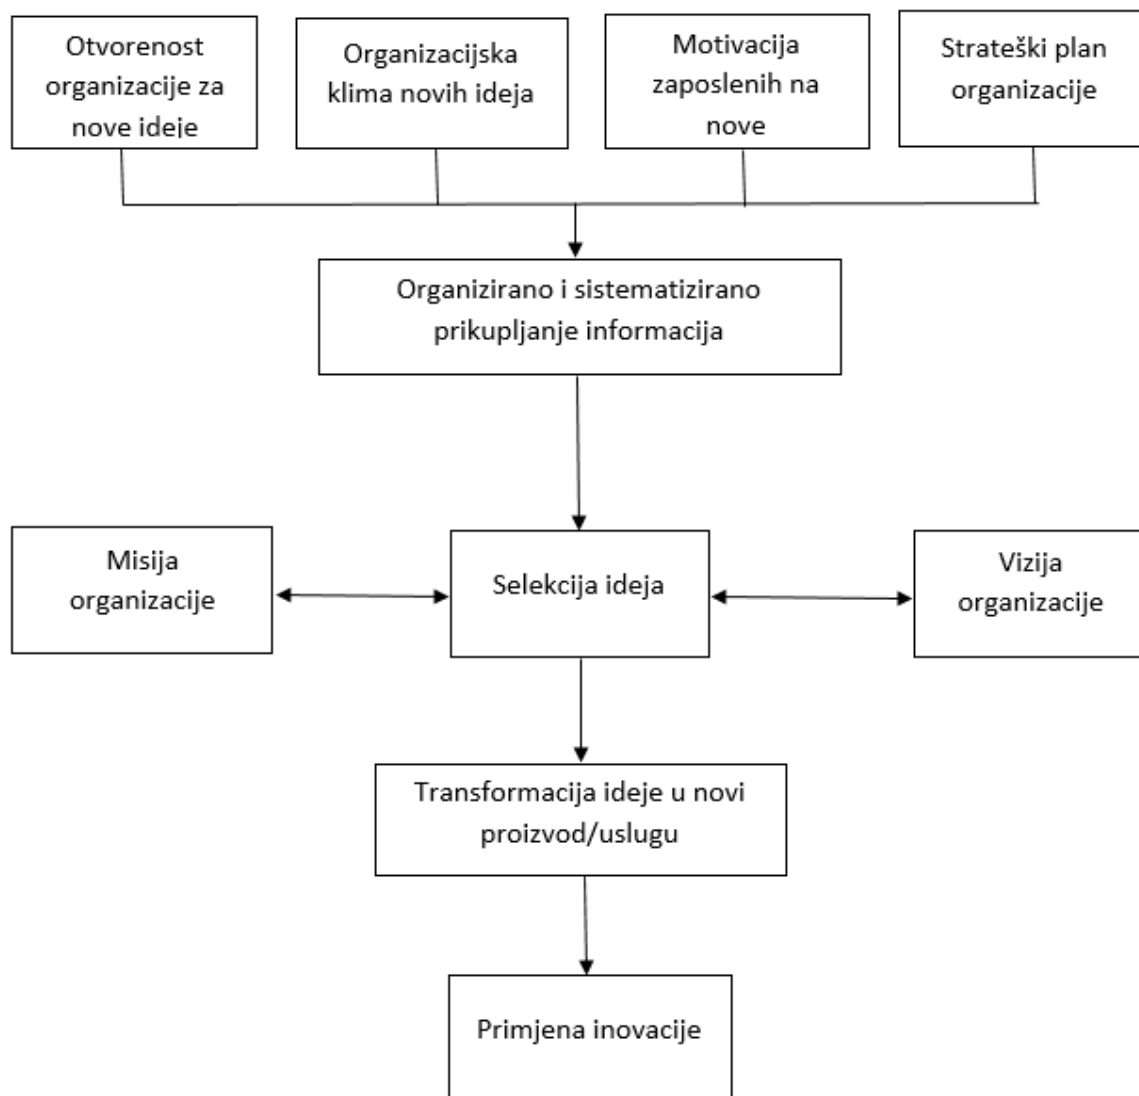 Otvorenost
organizacije za
nove ideje
Organizacijska
klima novih ideja
Motivacija
zaposlenih na
nove
Strateški plan
organizacije
Organizirano i sistematizirano
prikupljanje informacija
Misija
organizacije
Selekcija ideja
Vizija
organizacije
Transformacija ideje u novi
proizvod/uslugu
Primjena inovacije